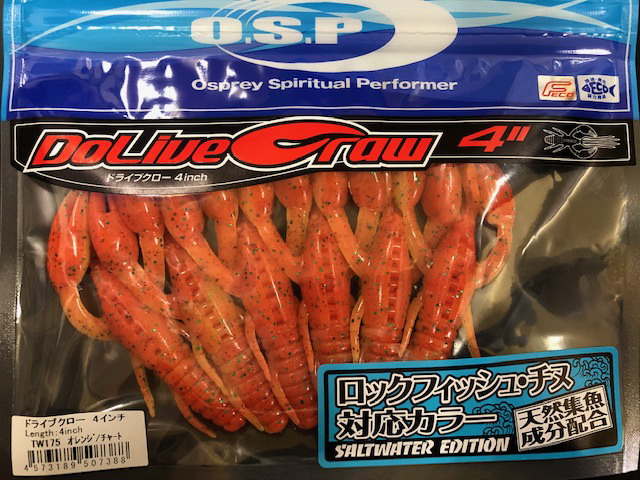 O.S.P
Osprey Spiritual Performer
FECO
ECO
DoLiveCraw 4"
ドライブクロー 4inch
ロックフィッシュ・チヌ
対応カラー
天然集魚
成分配合
SALTWATER EDITION
ドライブクロー 4インチ
Length:4inch
TW175 オレンジ/チャート
4573189507388